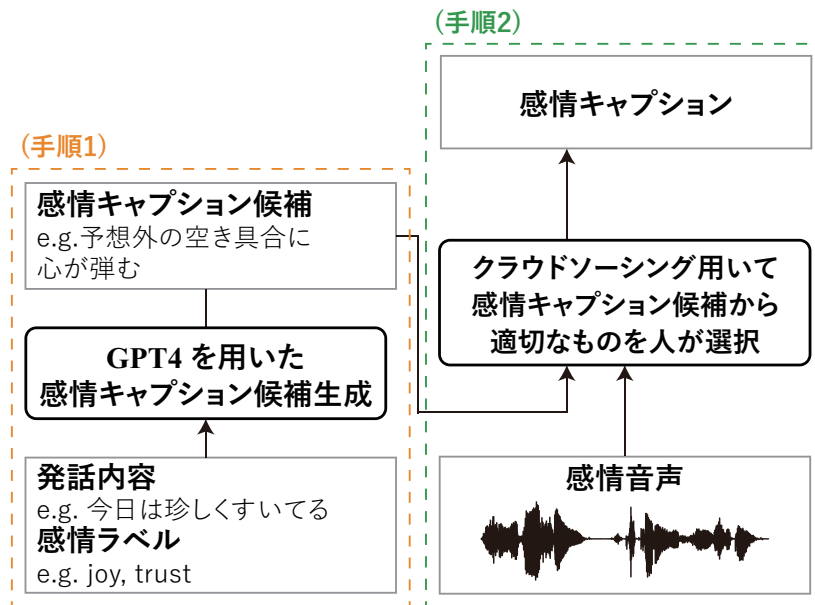 (手順1)
感情キャプション候補
e.g.予想外の空き具合に
心が弾む
GPT4 を用いた
感情キャプション候補生成
発話内容
e.g. 今日は珍しくすいてる
感情ラベル
e.g. joy, trust
(手順2)
感情キャプション
クラウドソーシング用いて
感情キャプション候補から
適切なものを人が選択
感情音声